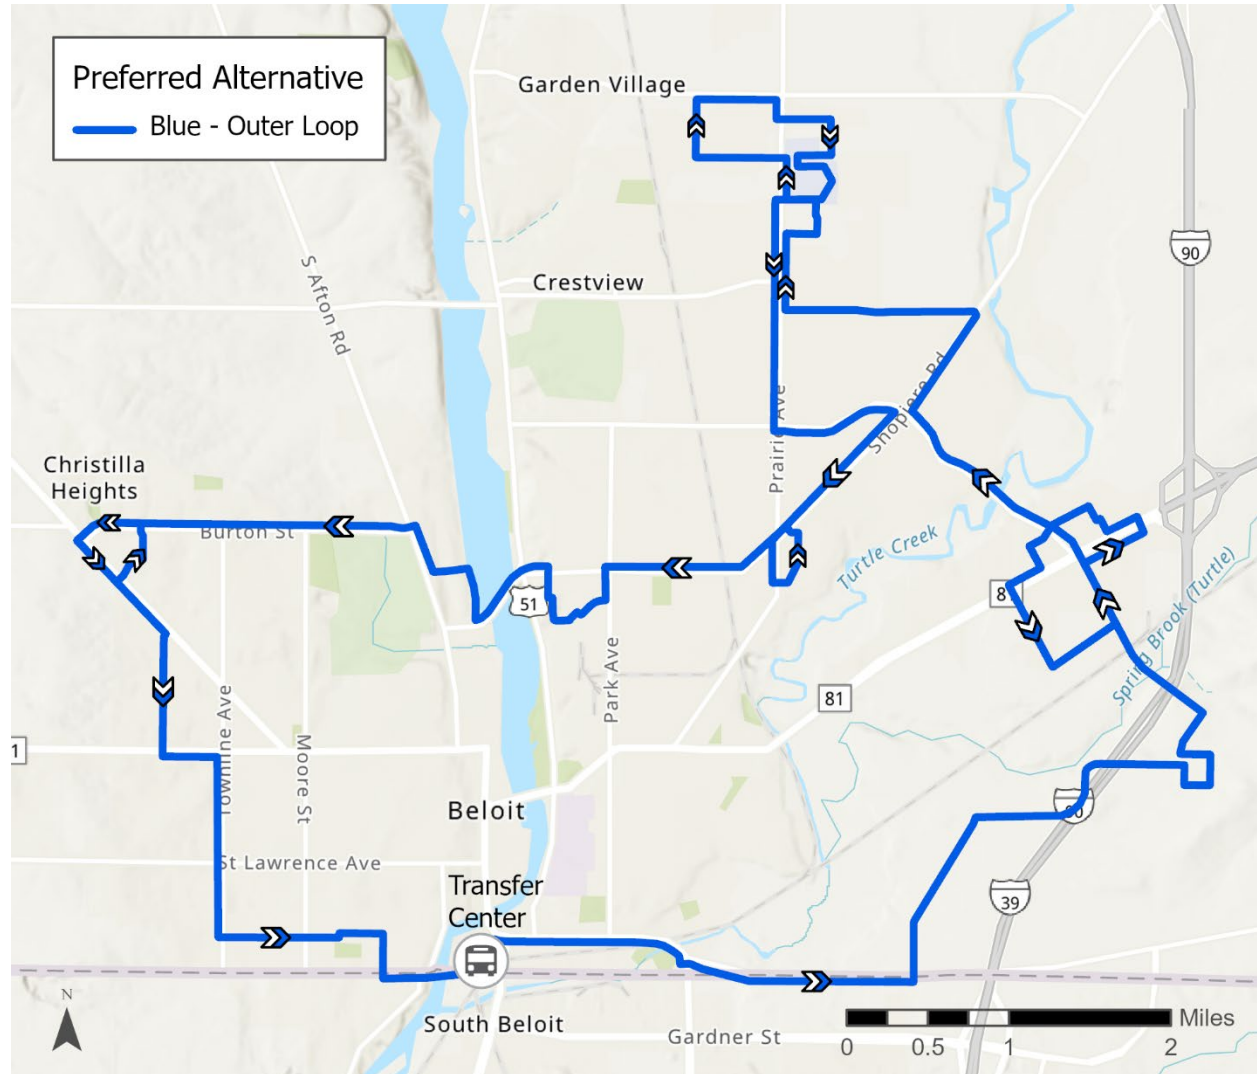 Preferred Alternative
Blue - Outer Loop
Garden Village
90
S Afton Rd
Crestview
Shopiere Rd
Prairie Ave
Christilla
Heights
Burton St
Turtle Creek
51
81
Spring Brook (Turtle)
81
Park Ave
Townline Ave
Moore St
1
Beloit
90
St Lawrence Ave
Transfer
Center
39
N
South Beloit
Gardner St
Miles
0 0.5 1 2